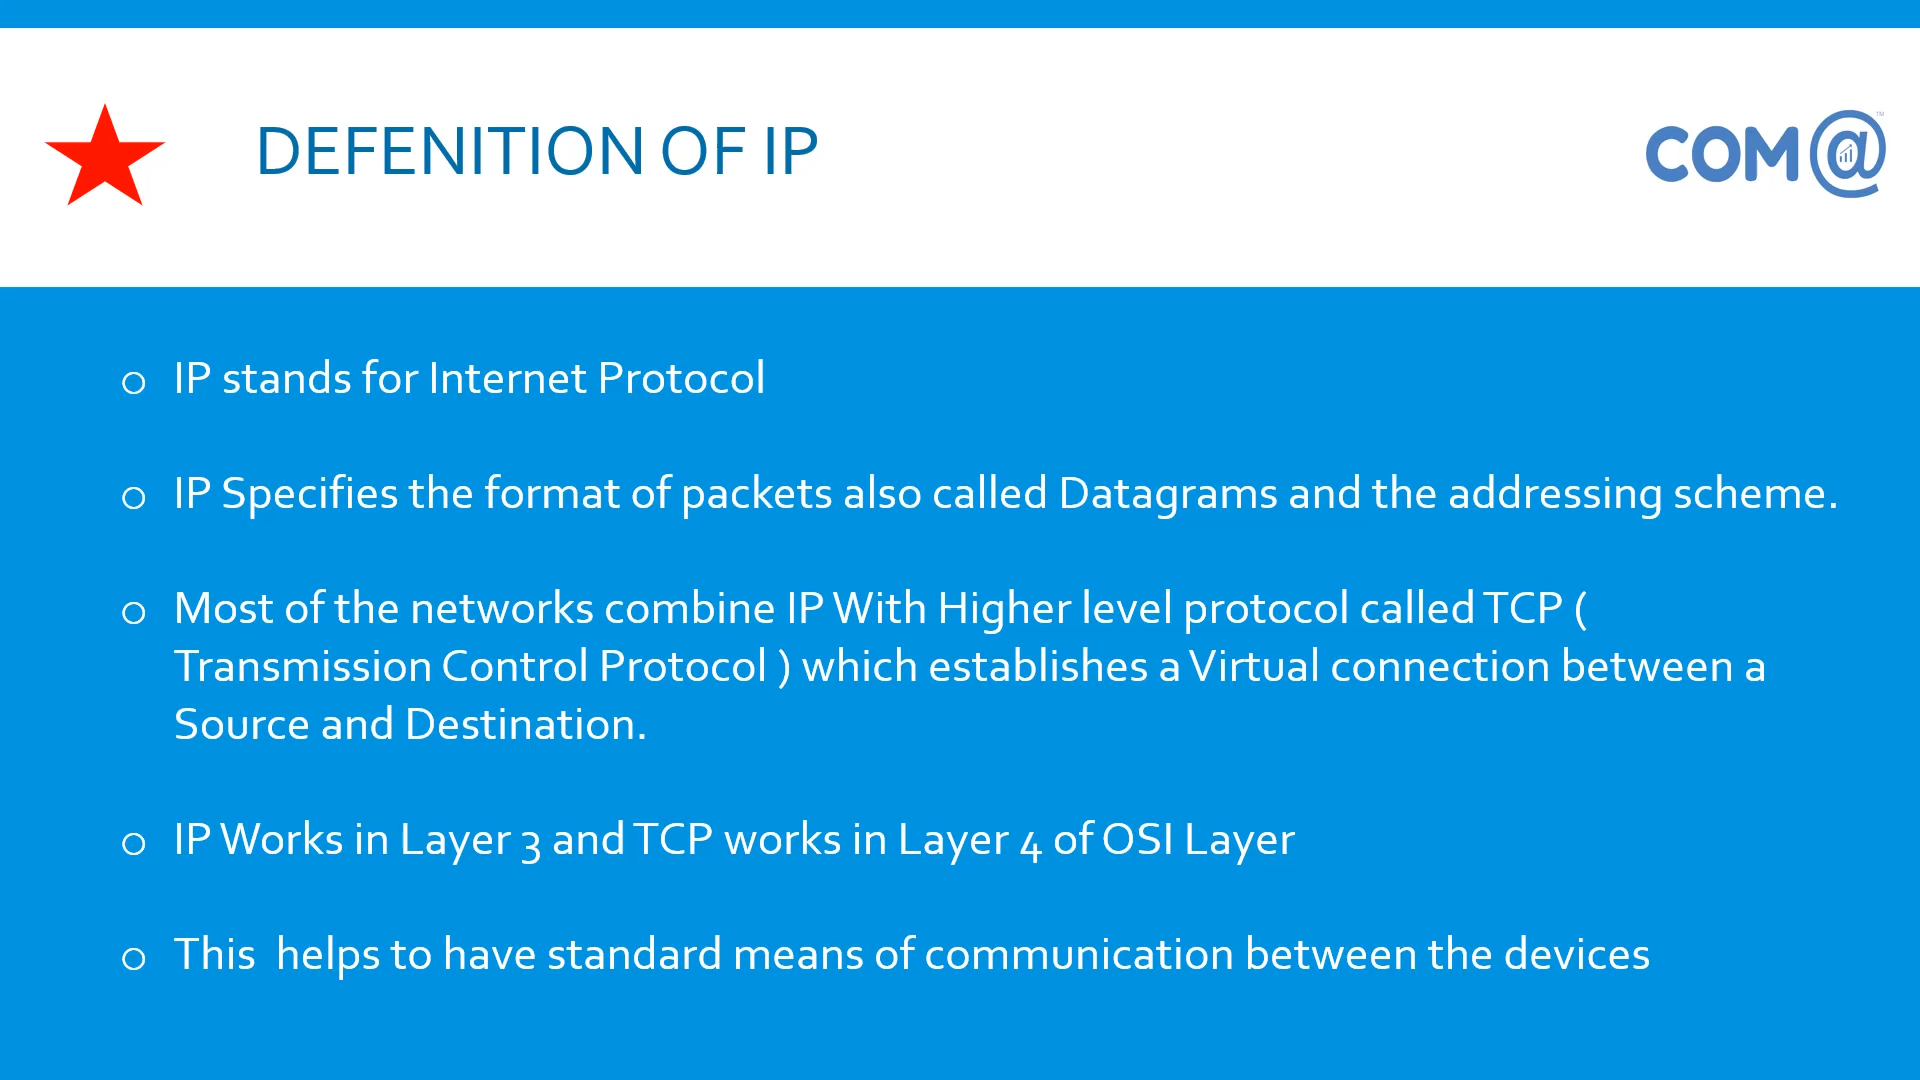 DEFENITION OF IP
COM@
TM
o IP stands for Internet Protocol
o IP Specifies the format of packets also called Datagrams and the addressing scheme.
o Most of the networks combine IP With Higher level protocol called TCP (
Transmission Control Protocol ) which establishes a Virtual connection between a
Source and Destination.
o IP Works in Layer 3 and TCP works in Layer 4 of OSI Layer
o This  helps to have standard means of communication between the devices